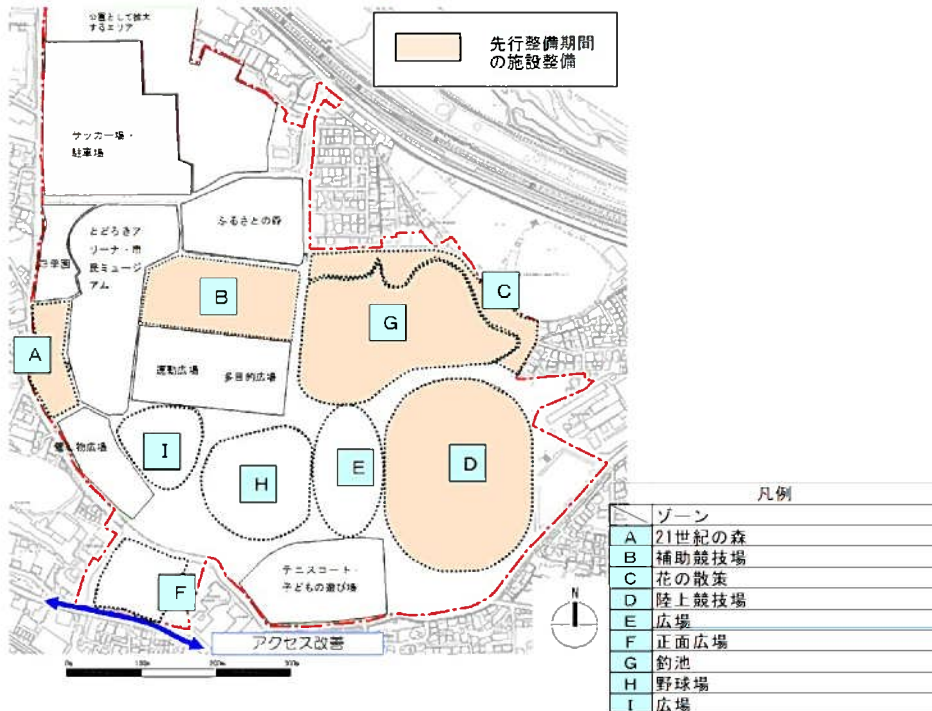 公園として拡大
するエリア
先行整備期間
の施設整備
サッカー場・
駐車場
ふるさとの森
とどろきア
リーナ・市
民ミュージ
アム
B
C
G
A
運動広場
多目的広場
催し物広場
I
E
D
H
テニスコート・
子どもの遊び場
F
N
アクセス改善
0m
100m
200m
300m
凡例
ゾーン
A 21世紀の森
B 補助競技場
C 花の散策
D 陸上競技場
E 広場
F 正面広場
G 釣池
H 野球場
I 広場